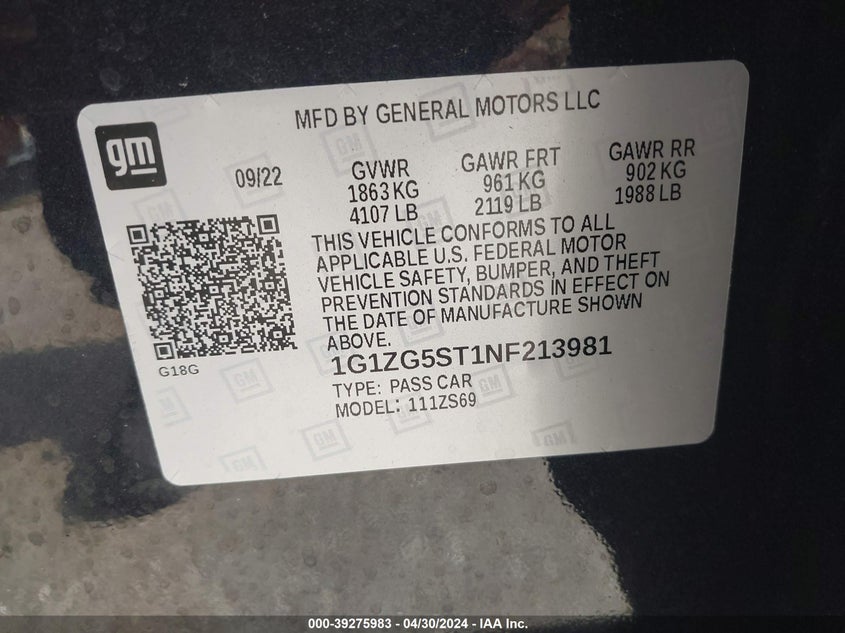 MFD BY GENERAL MOTORS LLC
gm
09/22
GVWR
1863 KG
4107 LB
GAWR FRT
961 KG
2119 LB
GAWR RR
902 KG
1988 LB
THIS VEHICLE CONFORMS TO ALL
APPLICABLE U.S. FEDERAL MOTOR
VEHICLE SAFETY, BUMPER, AND THEFT
PREVENTION STANDARDS IN EFFECT ON
THE DATE OF MANUFACTURE SHOWN
ABOVE.
G18G
1G1ZG5ST1NF213981
TYPE: PASS CAR
MODEL: 111ZS69
000-39275983 / 04/30/2024 - IAA Inc.